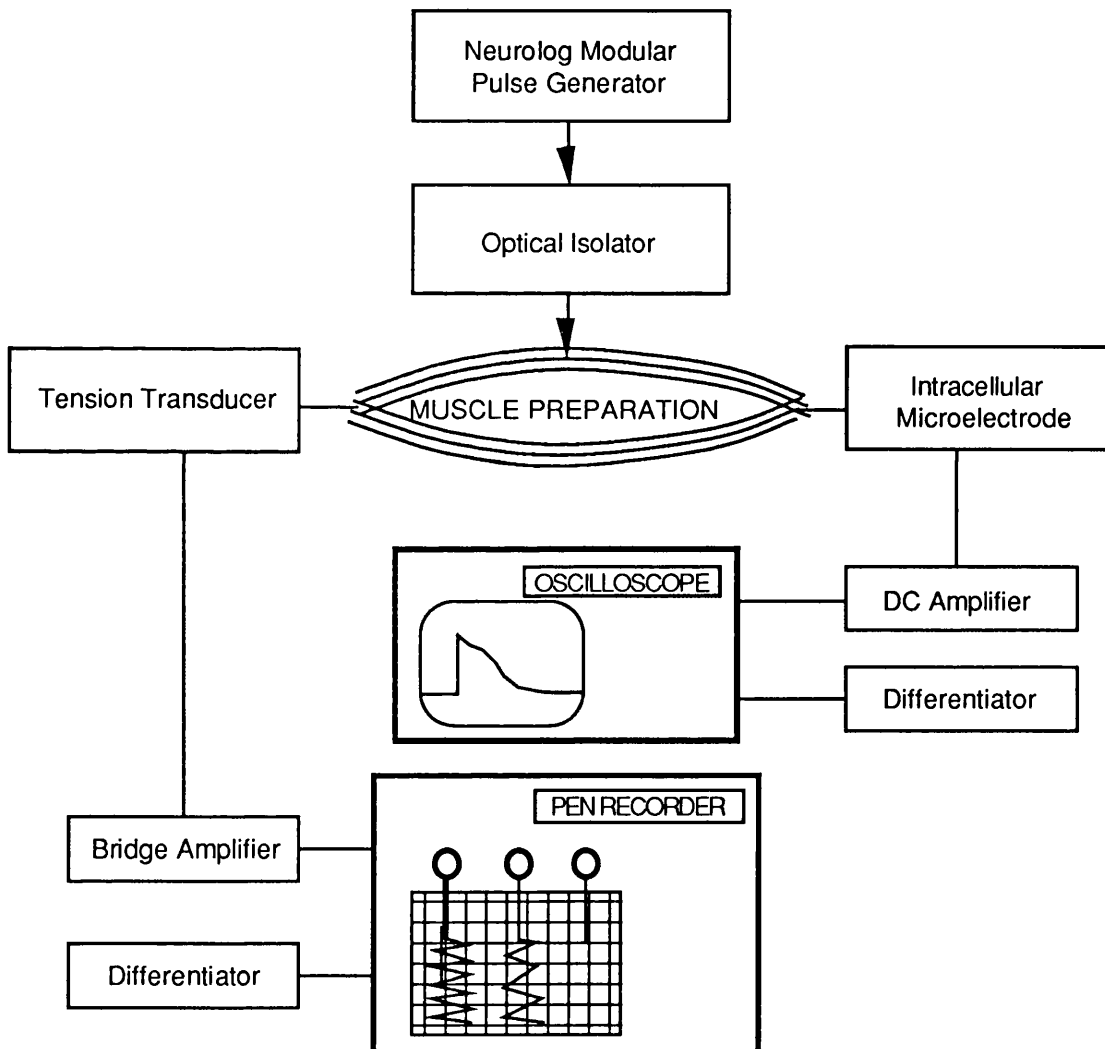 Neurolog Modular
Pulse Generator
Optical Isolator
Tension Transducer
MUSCLE PREPARATION
Intracellular
Microelectrode
OSCILLOSCOPE
DC Amplifier
Differentiator
PEN RECORDER
Bridge Amplifier
Differentiator